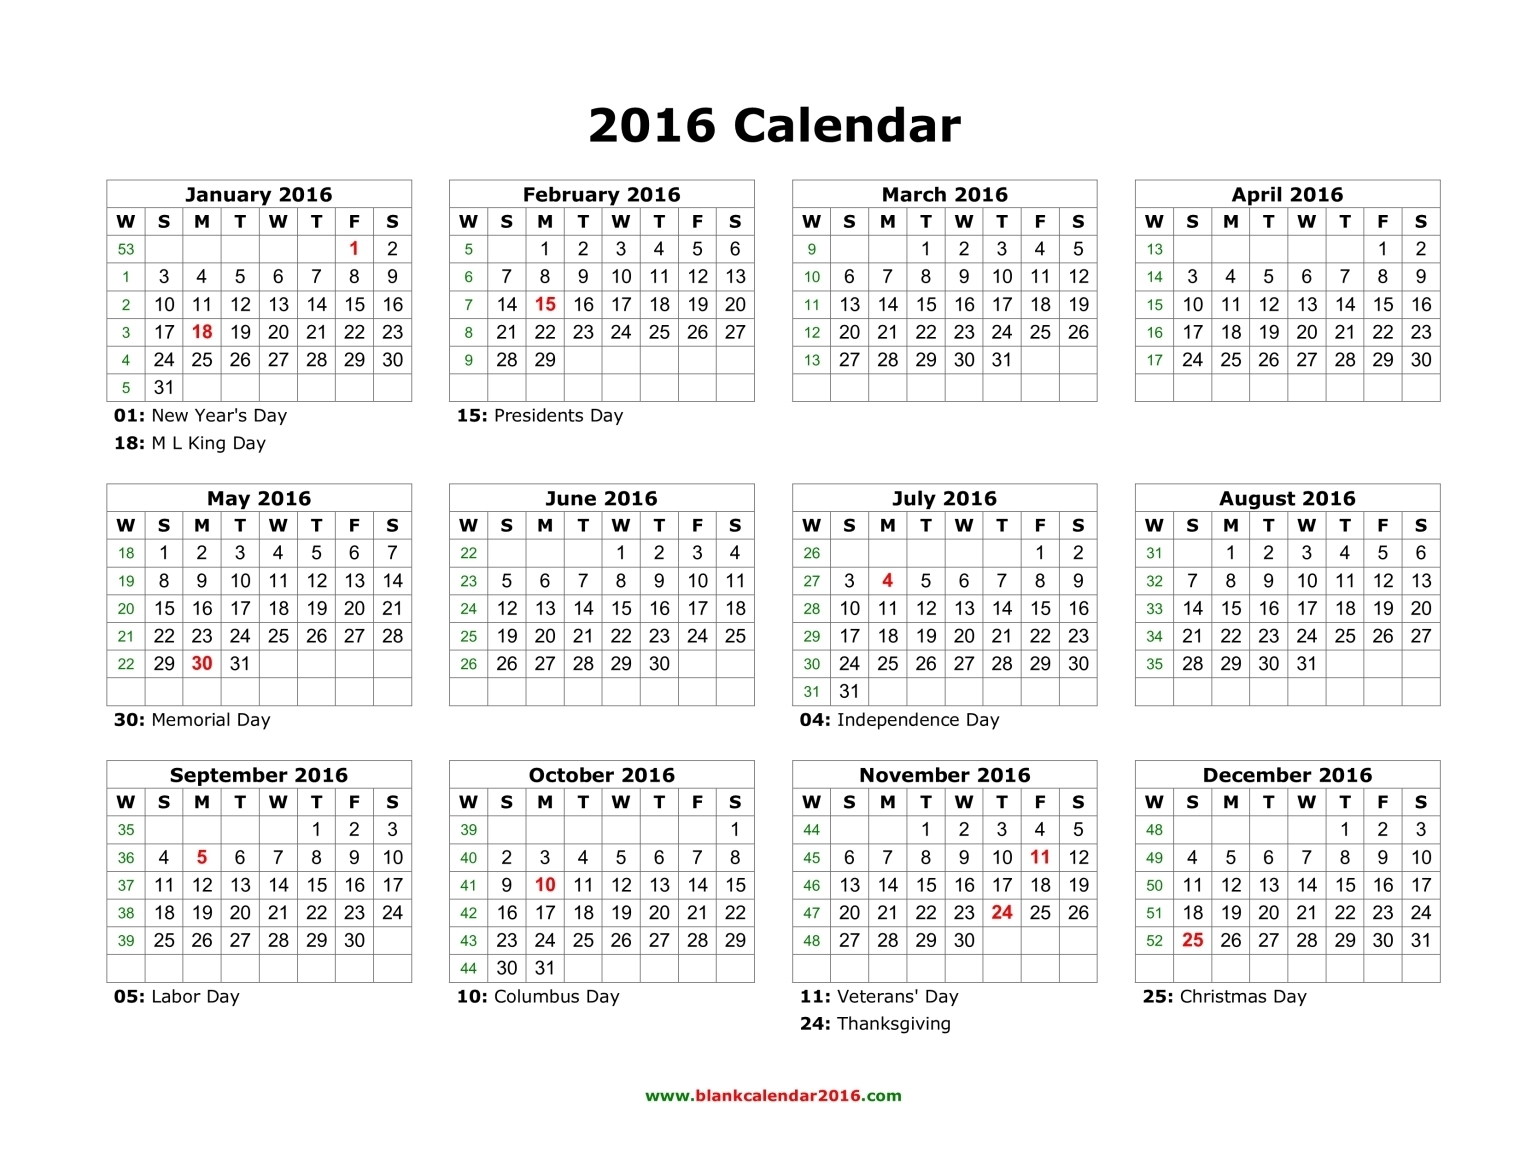 2016 Calendar
January 2016
W S M T W T F S
53 1 2
1 3 4 5 6 7 8 9
2 10 11 12 13 14 15 16
3 17 18 19 20 21 22 23
4 24 25 26 27 28 29 30
5 31
01: New Year's Day
18: M L King Day
February 2016
W S M T W T F S
5 1 2 3 4 5 6
6 7 8 9 10 11 12 13
7 14 15 16 17 18 19 20
8 21 22 23 24 25 26 27
9 28 29
15: Presidents Day
March 2016
W S M T W T F S
9 1 2 3 4 5
10 6 7 8 9 10 11 12
11 13 14 15 16 17 18 19
12 20 21 22 23 24 25 26
13 27 28 29 30 31
April 2016
W S M T W T F S
13 1 2
14 3 4 5 6 7 8 9
15 10 11 12 13 14 15 16
16 17 18 19 20 21 22 23
17 24 25 26 27 28 29 30
May 2016
W S M T W T F S
18 1 2 3 4 5 6 7
19 8 9 10 11 12 13 14
20 15 16 17 18 19 20 21
21 22 23 24 25 26 27 28
22 29 30 31
30: Memorial Day
June 2016
W S M T W T F S
22 1 2 3 4
23 5 6 7 8 9 10 11
24 12 13 14 15 16 17 18
25 19 20 21 22 23 24 25
26 26 27 28 29 30
July 2016
W S M T W T F S
26 1 2
27 3 4 5 6 7 8 9
28 10 11 12 13 14 15 16
29 17 18 19 20 21 22 23
30 24 25 26 27 28 29 30
31 31
04: Independence Day
August 2016
W S M T W T F S
31 1 2 3 4 5 6
32 7 8 9 10 11 12 13
33 14 15 16 17 18 19 20
34 21 22 23 24 25 26 27
35 28 29 30 31
September 2016
W S M T W T F S
35 1 2 3
36 4 5 6 7 8 9 10
37 11 12 13 14 15 16 17
38 18 19 20 21 22 23 24
39 25 26 27 28 29 30
05: Labor Day
October 2016
W S M T W T F S
39 1
40 2 3 4 5 6 7 8
41 9 10 11 12 13 14 15
42 16 17 18 19 20 21 22
43 23 24 25 26 27 28 29
44 30 31
10: Columbus Day
November 2016
W S M T W T F S
44 1 2 3 4 5
45 6 7 8 9 10 11 12
46 13 14 15 16 17 18 19
47 20 21 22 23 24 25 26
48 27 28 29 30
11: Veterans' Day
24: Thanksgiving
December 2016
W S M T W T F S
48 1 2 3
49 4 5 6 7 8 9 10
50 11 12 13 14 15 16 17
51 18 19 20 21 22 23 24
52 25 26 27 28 29 30 31
25: Christmas Day
www.blankcalendar2016.com